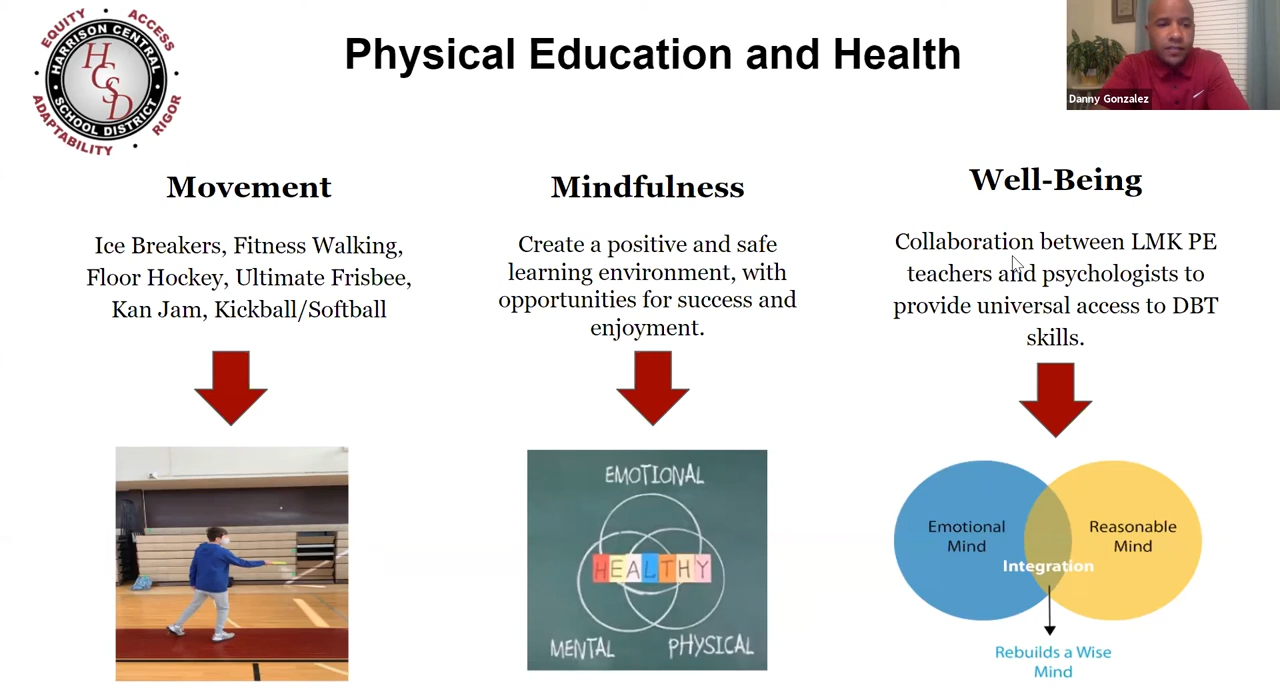 EQUITY
ACCESS
HARRISON CENTRAL
HCSD
SCHOOL DISTRICT
ADAPTABILITY
RIGOR
Physical Education and Health
Danny Gonzalez
Movement
Ice Breakers, Fitness Walking,
Floor Hockey, Ultimate Frisbee,
Kan Jam, Kickball/Softball
Mindfulness
Create a positive and safe
learning environment, with
opportunities for success and
enjoyment.
EMOTIONAL
HEALTHY
MENTAL
PHYSICAL
Well-Being
Collaboration between LMK PE
teachers and psychologists to
provide universal access to DBT
skills.
Emotional
Mind
Reasonable
Mind
Integration
Rebuilds a Wise
Mind